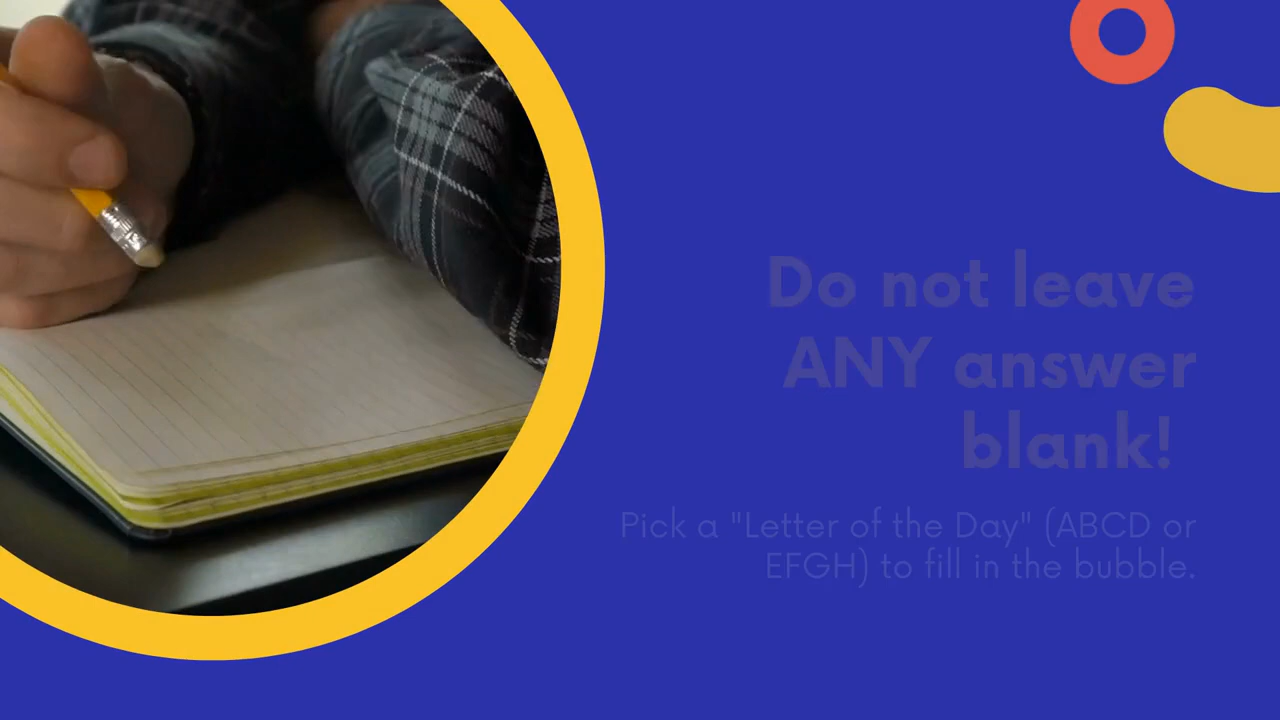 Do not leave
ANY answer
blank!
Pick a "Letter of the Day" (ABCD or
EFGH) to fill in the bubble.